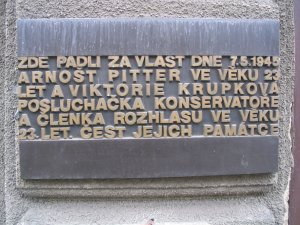 ZDE PADLI ZA VLAST DNE 7.5.1945
ARNOŠT PITTER VE VĚKU 23
LET A VIKTORIE KRUPKOVÁ
POSLUCHAČKA KONSERVATOŘE
A ČLENKA ROZHLASU VE VĚKU
23 LET. ČEST JEJICH PAMÁTCE